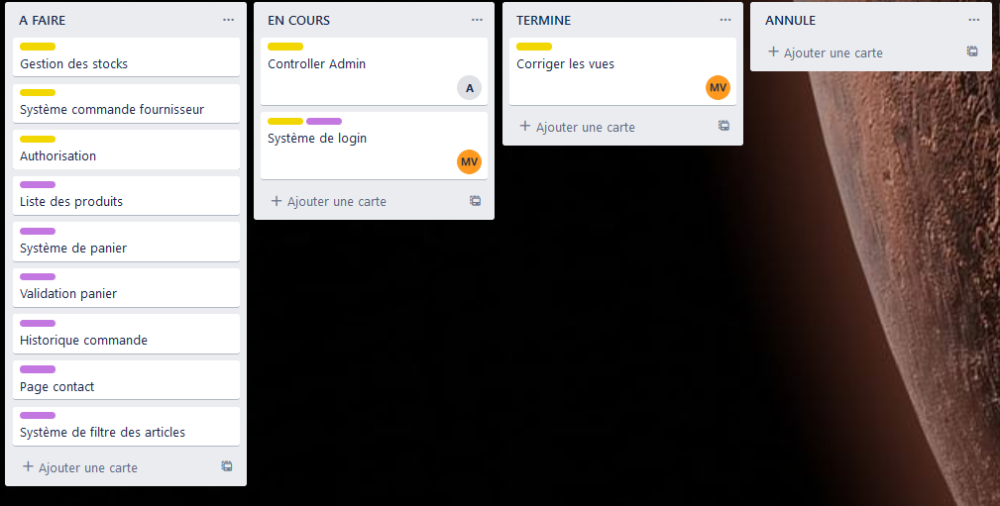 A FAIRE
Gestion des stocks
Système commande fournisseur
Authorisation
Liste des produits
Système de panier
Validation panier
Historique commande
Page contact
Système de filtre des articles
+ Ajouter une carte
EN COURS
Controller Admin
A
Système de login
MV
+ Ajouter une carte
TERMINE
Corriger les vues
MV
+ Ajouter une carte
ANNULE
+ Ajouter une carte